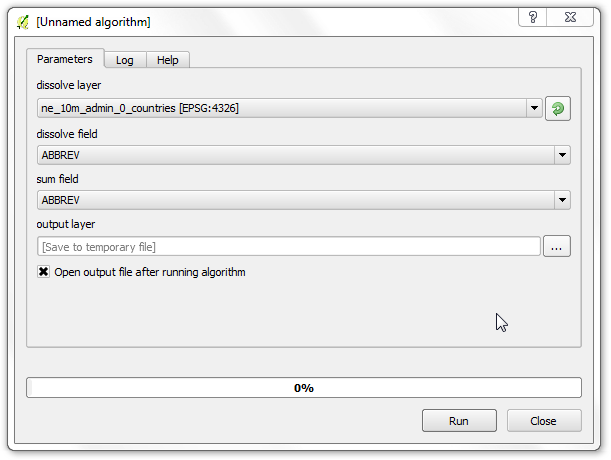 [Unnamed algorithm]
Parameters Log Help
dissolve layer
ne_10m_admin_0_countries [EPSG:4326]
dissolve field
ABBREV
sum field
ABBREV
output layer
[Save to temporary file] ...
Open output file after running algorithm
0%
Run Close